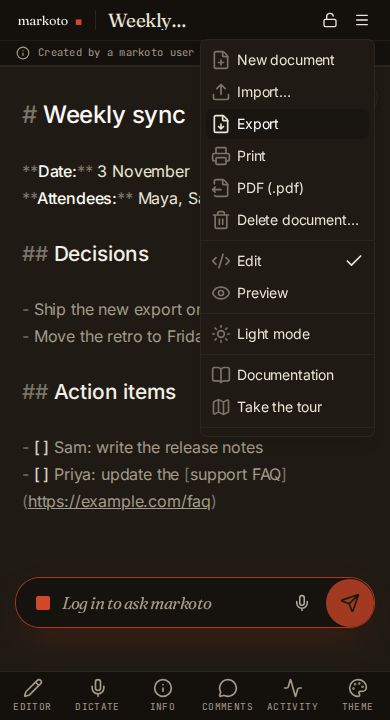 markoto
Weekly...
Created by a markoto user
New document
Import...
Export
Print
PDF (.pdf)
Delete document...
Edit
Preview
Light mode
Documentation
Take the tour
# Weekly sync
**Date:** 3 November
**Attendees:** Maya,
## Decisions
- Ship the new export
- Move the retro to
## Action items
- [ ] Sam: write the release notes
- [ ] Priya: update the [support FAQ]
(https://example.com/faq)
Log in to ask markoto
EDITOR
DICTATE
INFO
COMMENTS
ACTIVITY
THEME